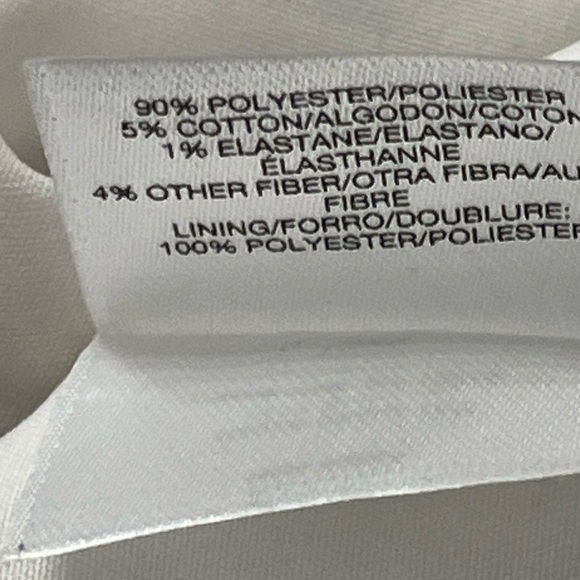 90% POLYESTER/POLIESTER
5% COTTON/ALGODON/COTON
1% ELASTANE/ELASTANO/
ÉLASTHANNE
4% OTHER FIBER/OTRA FIBRA/AU
FIBRE
LINING/FORRO/DOUBLURE:
100% POLYESTER/POLIESTER